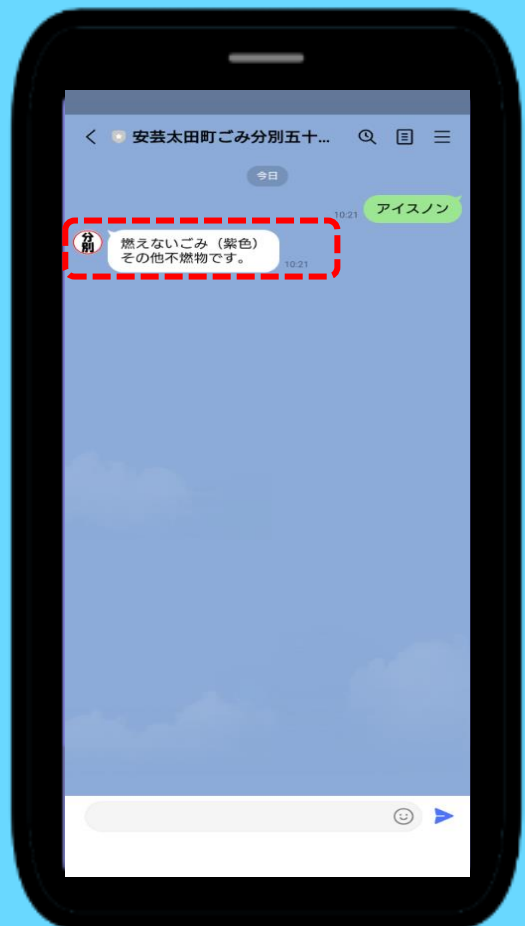 安芸太田町ごみ分別五十...
今日
10:21 アイスノン
分別
燃えないごみ（紫色）
その他不燃物です。
10:21